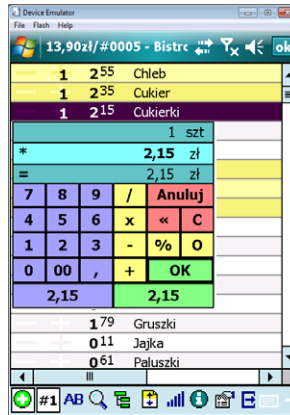 Device Emulator
File Flash Help
13,90zł/#0005 - Bistro ok
1 2⁵⁵ Chleb
1 2³⁵ Cukier
1 2¹⁵ Cukierki
1 szt
* 2,15 zł
= 2,15 zł
7 8 9 / Anuluj
4 5 6 x « C
1 2 3 - % O
0 00 , + OK
2,15 2,15
1⁷⁹ Gruszki
0¹¹ Jajka
0⁶¹ Paluszki
#1 AB